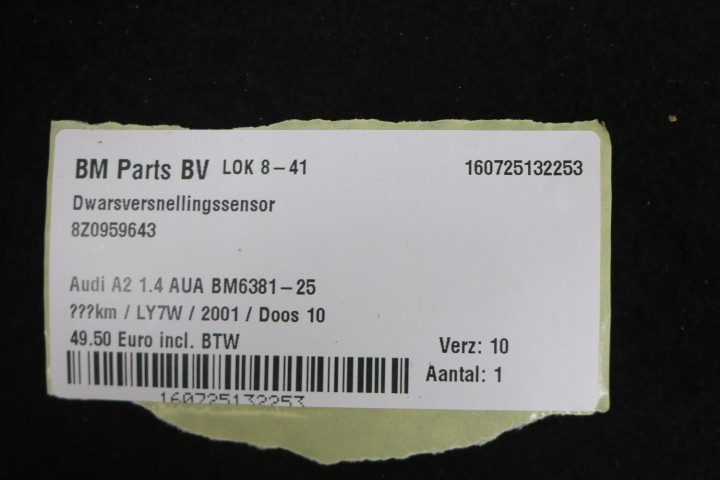 BM Parts BV LOK 8-41 160725132253
Dwarsversnellingssensor
8Z0959643
Audi A2 1.4 AUA BM6381-25
???km / LY7W / 2001 / Doos 10
49.50 Euro incl. BTW
Verz: 10
Aantal: 1
160725132253